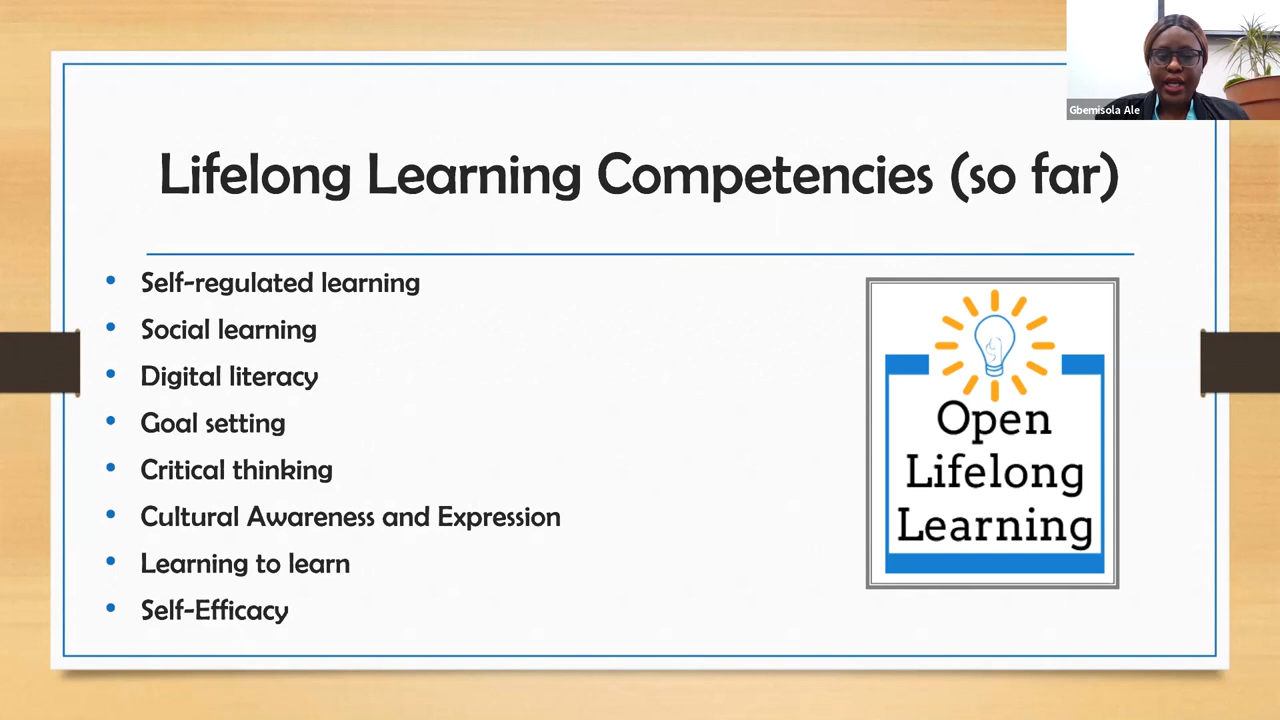 Gbemisola Ale
Lifelong Learning Competencies (so far)
• Self-regulated learning
• Social learning
• Digital literacy
• Goal setting
• Critical thinking
• Cultural Awareness and Expression
• Learning to learn
• Self-Efficacy
Open
Lifelong
Learning